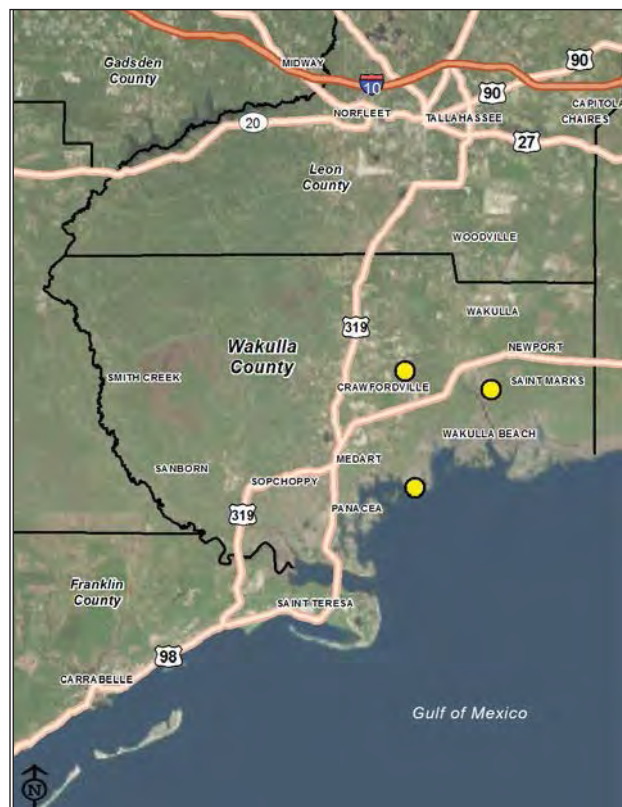 Gadsden
County
MIDWAY
90
10
90
NORFLEET
TALLAHASSEE
CAPITOLA
CHAIRES
20
27
Leon
County
WOODVILLE
WAKULLA
319
Wakulla
County
NEWPORT
SMITH CREEK
CRAWFORDVILLE
SAINT MARKS
WAKULLA BEACH
MEDART
SANBORN
SOPCHOPPY
PANACEA
319
Franklin
County
SAINT TERESA
98
CARRABELLE
Gulf of Mexico
N